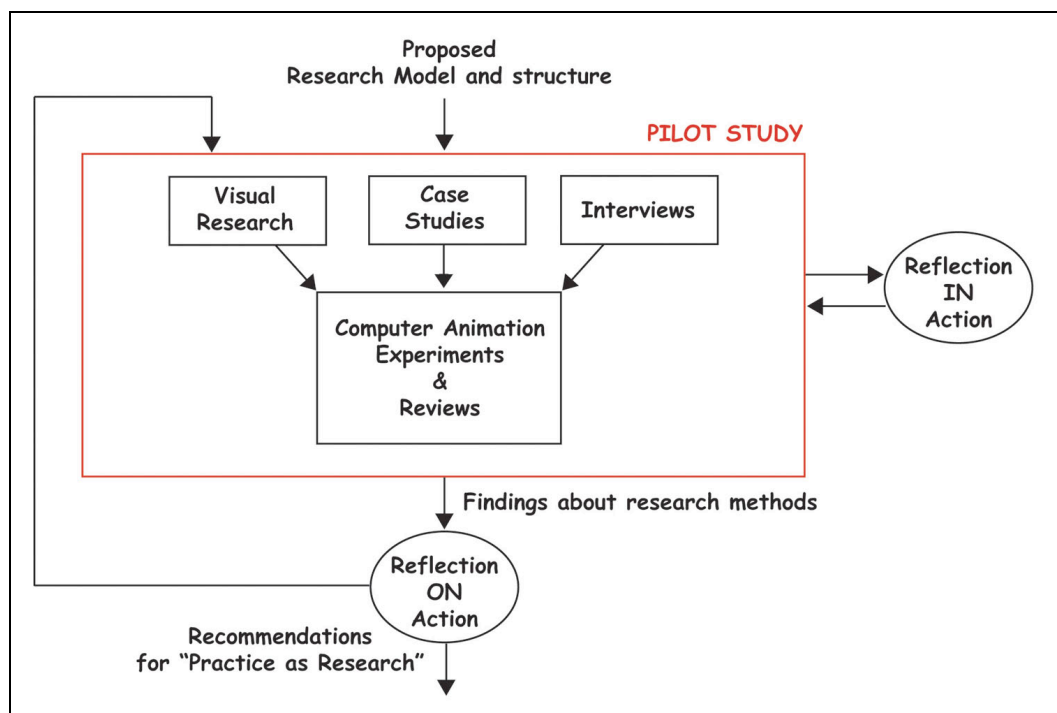 Proposed
Research Model and structure
PILOT STUDY
Visual
Research
Case
Studies
Interviews
Computer Animation
Experiments
&
Reviews
Reflection
IN
Action
Findings about research methods
Reflection
ON
Action
Recommendations
for “Practice as Research”